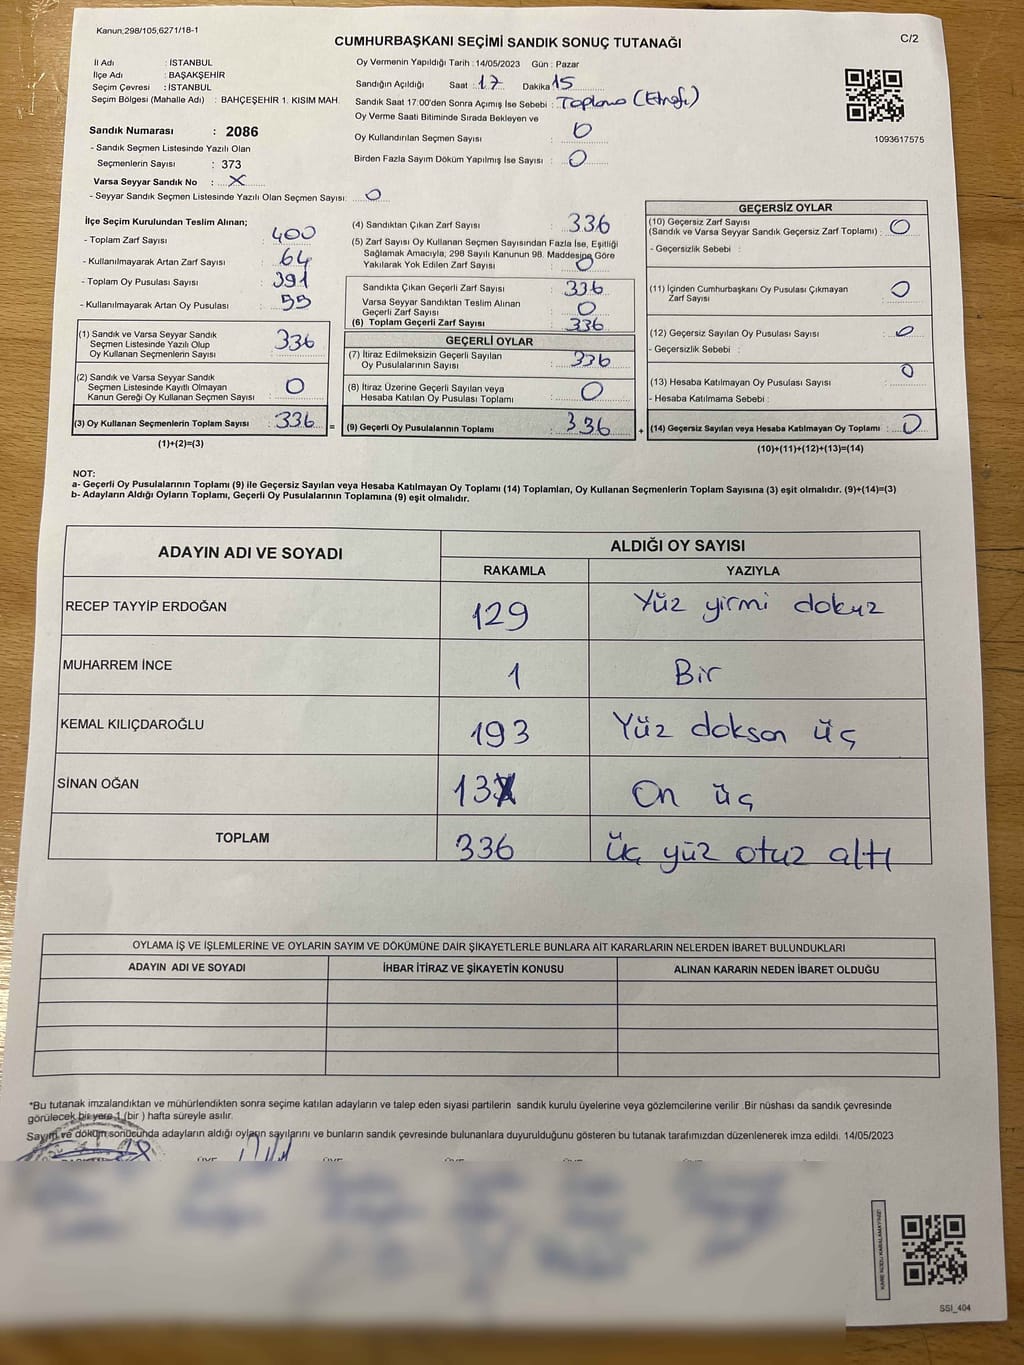 Kanun;298/105,6271/18-1
C/2
CUMHURBAŞKANI SEÇİMİ SANDIK SONUÇ TUTANAĞI
İl Adı : İSTANBUL
İlçe Adı : BAŞAKŞEHİR
Seçim Çevresi : İSTANBUL
Seçim Bölgesi (Mahalle Adı) : BAHÇEŞEHİR 1. KISIM MAH.
Sandık Numarası : 2086
- Sandık Seçmen Listesinde Yazılı Olan
Seçmenlerin Sayısı : 373
Varsa Seyyar Sandık No : X
- Seyyar Sandık Seçmen Listesinde Yazılı Olan Seçmen Sayısı: 0
Oy Vermenin Yapıldığı Tarih : 14/05/2023 Gün : Pazar
Sandığın Açıldığı Saat : 17 Dakika 15
Sandık Saat 17:00'den Sonra Açımış İse Sebebi :
Oy Verme Saati Bitiminde Sırada Bekleyen ve
Oy Kullandırılan Seçmen Sayısı : 0
Birden Fazla Sayım Döküm Yapılmış İse Sayısı : 0
1093617575
İlçe Seçim Kurulundan Teslim Alınan;
- Toplam Zarf Sayısı : 400
- Kullanılmayarak Artan Zarf Sayısı : 64
- Toplam Oy Pusulası Sayısı : 391
- Kullanılmayarak Artan Oy Pusulası : 55
(1) Sandık ve Varsa Seyyar Sandık
Seçmen Listesinde Yazılı Olup
Oy Kullanan Seçmenlerin Sayısı : 336
(2) Sandık ve Varsa Seyyar Sandık
Seçmen Listesinde Kayıtlı Olmayan
Kanun Gereği Oy Kullanan Seçmen Sayısı : 0
(3) Oy Kullanan Seçmenlerin Toplam Sayısı : 336 =
(1)+(2)=(3)
(4) Sandıktan Çıkan Zarf Sayısı : 336
(5) Zarf Sayısı Oy Kullanan Seçmen Sayısından Fazla İse, Eşitliği
Sağlamak Amacıyla; 298 Sayılı Kanunun 98. Maddesine Göre
Yakılarak Yok Edilen Zarf Sayısı : 0
Sandıkta Çıkan Geçerli Zarf Sayısı : 336
Varsa Seyyar Sandıktan Teslim Alınan
Geçerli Zarf Sayısı : 0
(6) Toplam Geçerli Zarf Sayısı : 336
GEÇERLİ OYLAR
(7) İtiraz Edilmeksizin Geçerli Sayılan
Oy Pusulalarının Sayısı : 336
(8) İtiraz Üzerine Geçerli Sayılan veya
Hesaba Katılan Oy Pusulası Toplamı : 0
(9) Geçerli Oy Pusulalarının Toplamı : 336 +
GEÇERSİZ OYLAR
(10) Geçersiz Zarf Sayısı
(Sandık ve Varsa Seyyar Sandık Geçersiz Zarf Toplamı) : 0
- Geçersizlik Sebebi :
(11) İçinden Cumhurbaşkanı Oy Pusulası Çıkmayan
Zarf Sayısı : 0
(12) Geçersiz Sayılan Oy Pusulası Sayısı : 0
- Geçersizlik Sebebi :
(13) Hesaba Katılmayan Oy Pusulası Sayısı : 0
- Hesaba Katılmama Sebebi :
(14) Geçersiz Sayılan veya Hesaba Katılmayan Oy Toplamı : 0
(10)+(11)+(12)+(13)=(14)
NOT:
a- Geçerli Oy Pusulalarının Toplamı (9) ile Geçersiz Sayılan veya Hesaba Katılmayan Oy Toplamı (14) Toplamları, Oy Kullanan Seçmenlerin Toplam Sayısına (3) eşit olmalıdır. (9)+(14)=(3)
b- Adayların Aldığı Oyların Toplamı, Geçerli Oy Pusulalarının Toplamına (9) eşit olmalıdır.
ADAYIN ADI VE SOYADI
ALDIĞI OY SAYISI
RAKAMLA YAZIYLA
RECEP TAYYİP ERDOĞAN 129 Yüz yirmi dokuz
MUHARREM İNCE 1 Bir
KEMAL KILIÇDAROĞLU 193 Yüz doksan üç
SİNAN OĞAN 13 On üç
TOPLAM 336 üç yüz otuz altı
OYLAMA İŞ VE İŞLEMLERİNE VE OYLARIN SAYIM VE DÖKÜMÜNE DAİR ŞİKAYETLERLE BUNLARA AİT KARARLARIN NELERDEN İBARET BULUNDUKLARI
ADAYIN ADI VE SOYADI İHBAR İTİRAZ VE ŞİKAYETİN KONUSU ALINAN KARARIN NEDEN İBARET OLDUĞU
*Bu tutanak imzalandıktan ve mühürlendikten sonra seçime katılan adayların ve talep eden siyasi partilerin sandık kurulu üyelerine veya gözlemcilerine verilir .Bir nüshası da sandık çevresinde
görülecek bir yere 1 (bir ) hafta süreyle asılır.
Sayım ve döküm sonucunda adayların aldığı oyların sayılarını ve bunların sandık çevresinde bulunanlara duyurulduğunu gösteren bu tutanak tarafımızdan düzenlenerek imza edildi. 14/05/2023
KARE KODU KARALAMAYINIZ!
SSI_404